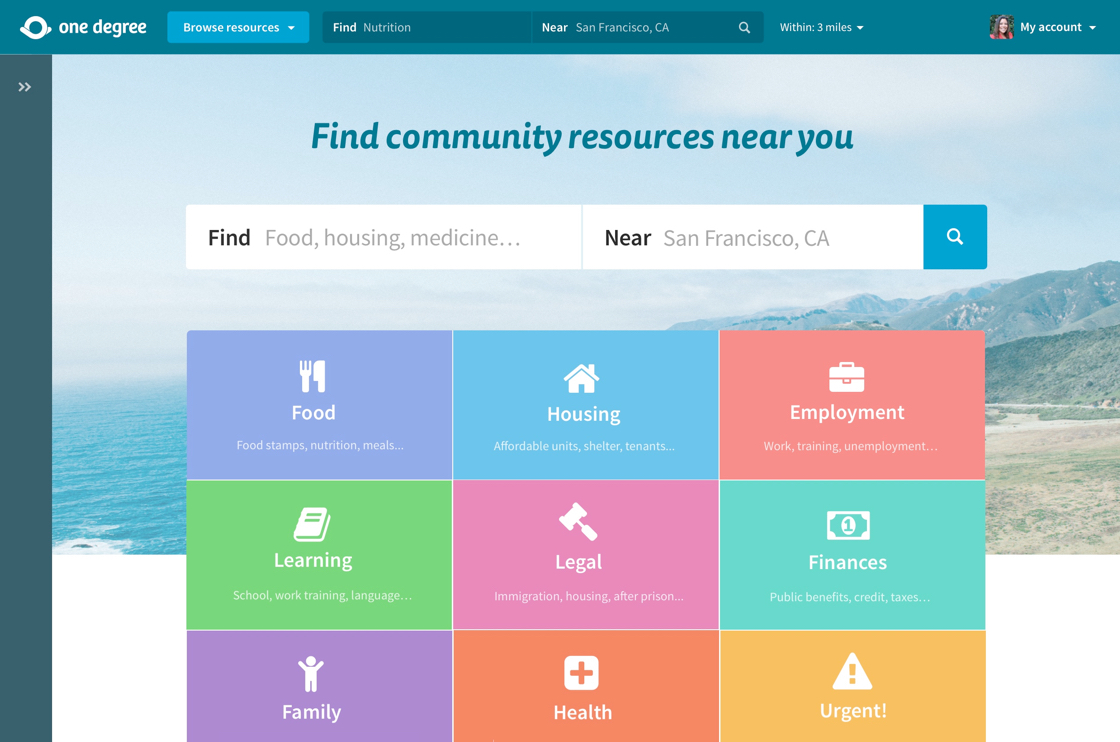 one degree
Browse resources
Find Nutrition
Near San Francisco, CA
Within: 3 miles
My account
Find community resources near you
Find Food, housing, medicine...
Near San Francisco, CA
Food
Food stamps, nutrition, meals...
Housing
Affordable units, shelter, tenants...
Employment
Work, training, unemployment...
Learning
School, work training, language...
Legal
Immigration, housing, after prison...
1
Finances
Public benefits, credit, taxes...
Family
Health
Urgent!